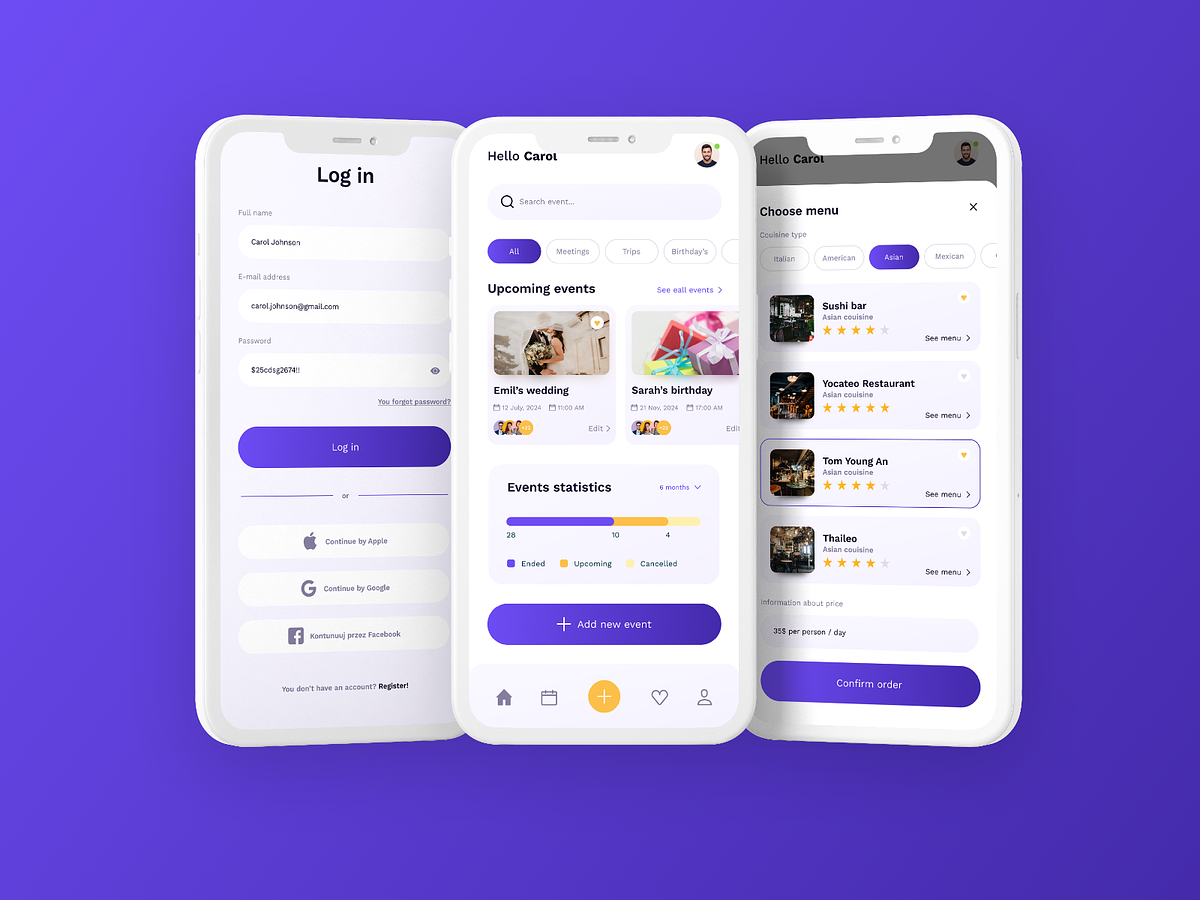 Log in
Full name
Carol Johnson
E-mail address
carol.johnson@gmail.com
Password
$25cdsg2674!!
You forgot password?
Log in
or
Continue by Apple
Continue by Google
Kontunuuj przez Facebook
You don't have an account? Register!
Hello Carol
Search event...
All Meetings Trips Birthday's
Upcoming events See eall events
Emil's wedding
12 July, 2024 11:00 AM
+22
Edit
Sarah's birthday
21 Nov, 2024 17:00 AM
+22
Edit
Events statistics 6 months
28 10 4
Ended Upcoming Cancelled
Add new event
Hello Carol
Choose menu
Couisine type
Italian American Asian Mexican
Sushi bar
Asian couisine
See menu
Yocateo Restaurant
Asian couisine
See menu
Tom Young An
Asian couisine
See menu
Thaileo
Asian couisine
See menu
Information about price
35$ per person / day
Confirm order